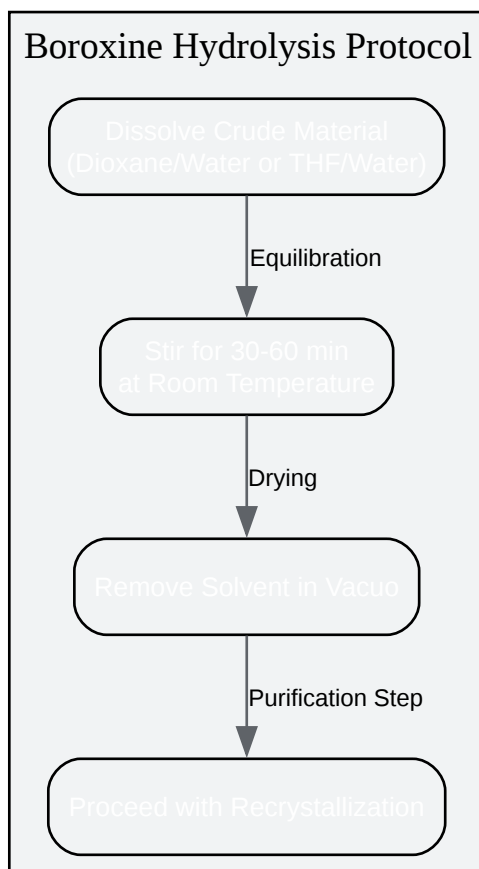 Boroxine Hydrolysis Protocol
Dissolve Crude Material
(Dioxane/Water or THF/Water)
Equilibration
Stir for 30-60 min
at Room Temperature
Drying
Remove Solvent in Vacuo
Purification Step
Proceed with Recrystallization